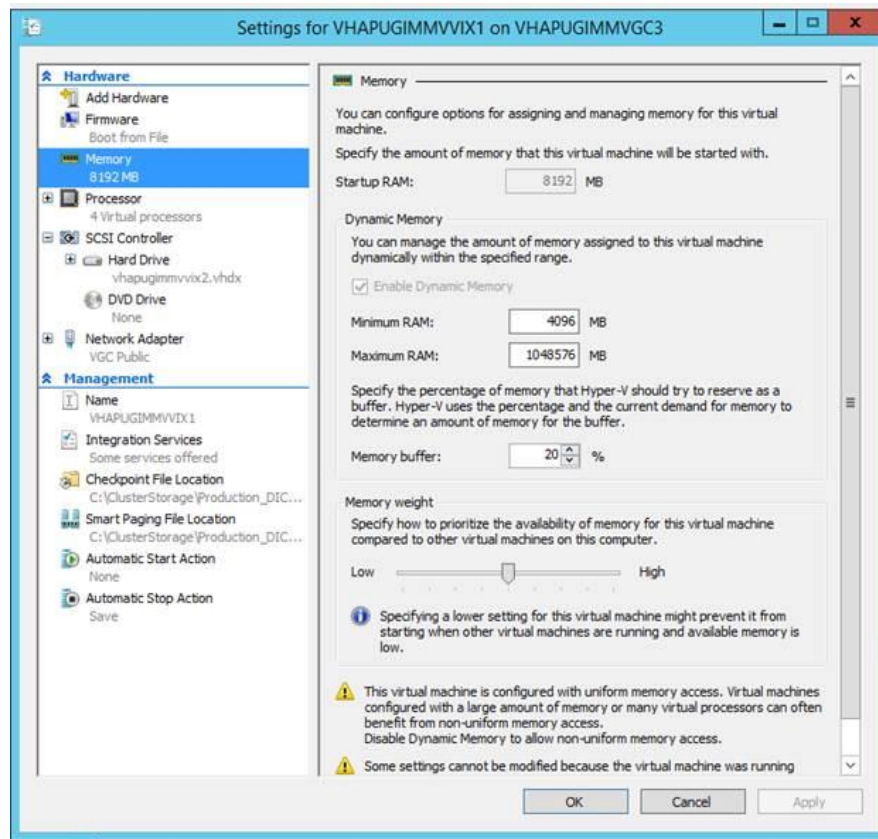 Settings for VHAPUGIMMVVIX1 on VHAPUGIMMVGC3
Hardware
Add Hardware
Firmware
Boot from File
Memory
8192 MB
Processor
4 Virtual processors
SCSI Controller
Hard Drive
vhapugimmvvix2.vhdx
DVD Drive
None
Network Adapter
VGC Public
Management
Name
VHAPUGIMMVVIX1
Integration Services
Some services offered
Checkpoint File Location
C:\ClusterStorage\Production_DIC...
Smart Paging File Location
C:\ClusterStorage\Production_DIC...
Automatic Start Action
None
Automatic Stop Action
Save
Memory
You can configure options for assigning and managing memory for this virtual
machine.
Specify the amount of memory that this virtual machine will be started with.
Startup RAM: 8192 MB
Dynamic Memory
You can manage the amount of memory assigned to this virtual machine
dynamically within the specified range.
Enable Dynamic Memory
Minimum RAM: 4096 MB
Maximum RAM: 1048576 MB
Specify the percentage of memory that Hyper-V should try to reserve as a
buffer. Hyper-V uses the percentage and the current demand for memory to
determine an amount of memory for the buffer.
Memory buffer: 20 %
Memory weight
Specify how to prioritize the availability of memory for this virtual machine
compared to other virtual machines on this computer.
Low High
Specifying a lower setting for this virtual machine might prevent it from
starting when other virtual machines are running and available memory is
low.
This virtual machine is configured with uniform memory access. Virtual machines
configured with a large amount of memory or many virtual processors can often
benefit from non-uniform memory access.
Disable Dynamic Memory to allow non-uniform memory access.
Some settings cannot be modified because the virtual machine was running
OK Cancel Apply